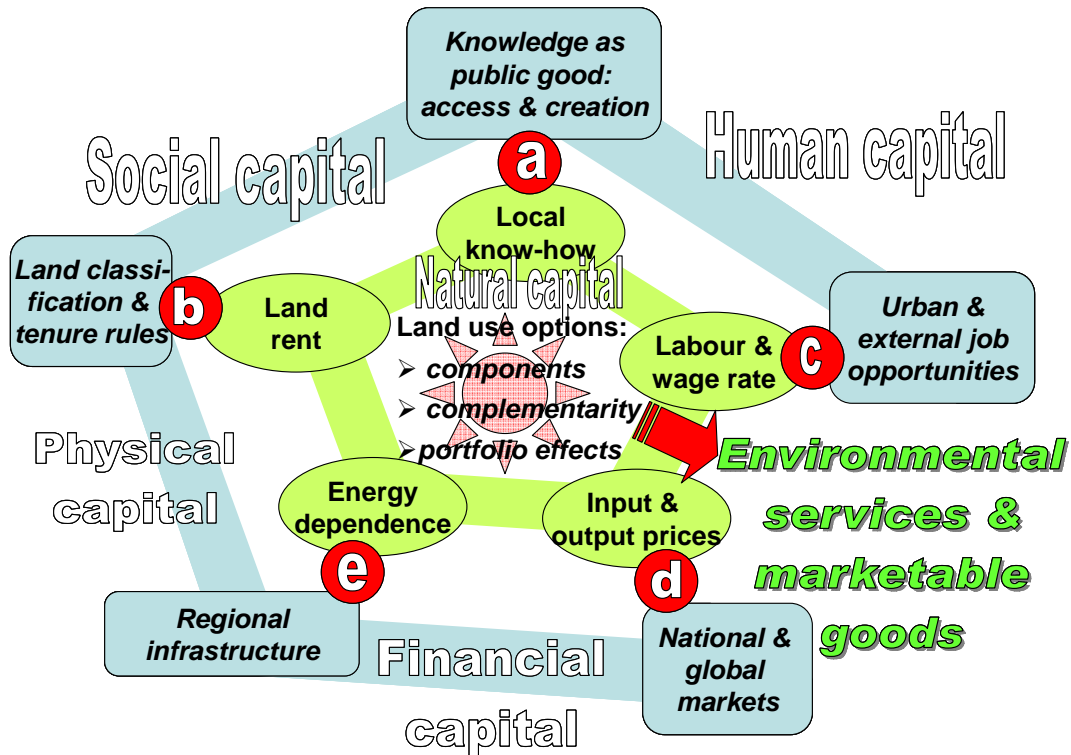 Knowledge as
public good:
access & creation
Social capital
Human capital
a
Local
know-how
Land classi-
fication &
tenure rules
b
Land
rent
Natural capital
Land use options:
➢ components
➢ complementarity
➢portfolio effects
Labour &
wage rate
c
Urban &
external job
opportunities
Physical
capital
Energy
dependence
e
Input &
output prices
d
Environmental
services &
marketable
goods
Regional
infrastructure
Financial
capital
National &
global
markets